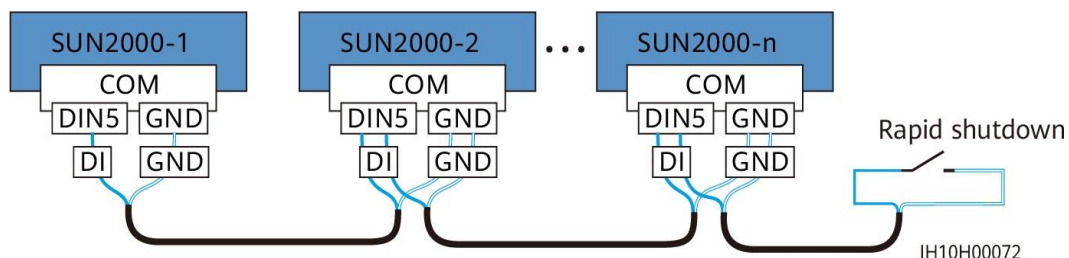 SUN2000-1
SUN2000-2
...
SUN2000-n
COM
COM
COM
DIN5
GND
DIN5
GND
DIN5
GND
Rapid shutdown
DI
GND
DI
GND
DI
GND
IH10H00072